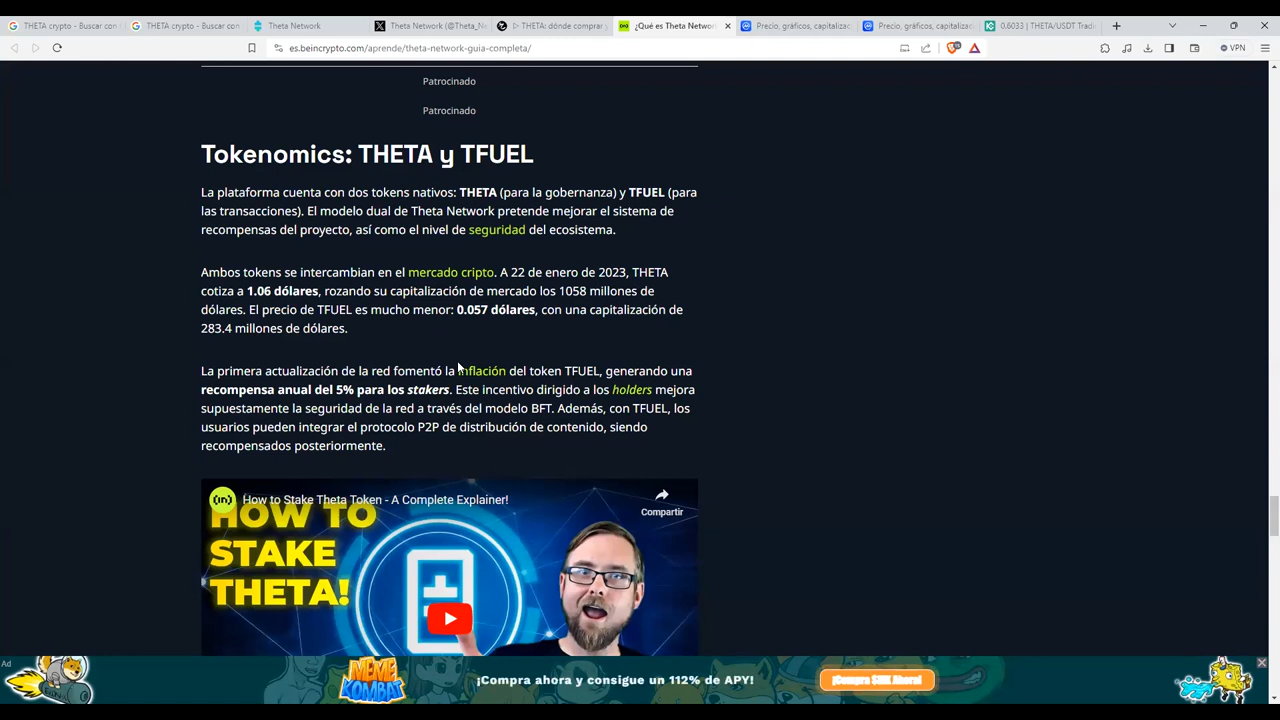 THETA crypto - Buscar con
THETA crypto - Buscar con
Theta Network
Theta Network (@Theta_Ne
▷ THETA: dónde comprar y
¿Qué es Theta Networ
Precio, gráficos, capitalizac
Precio, gráficos, capitalizac
0.6033 | THETA/USDT Tradi
es.beincrypto.com/aprende/theta-network-guia-completa/
VPN
Patrocinado
Patrocinado
Tokenomics: THETA y TFUEL
La plataforma cuenta con dos tokens nativos: THETA (para la gobernanza) y TFUEL (para
las transacciones). El modelo dual de Theta Network pretende mejorar el sistema de
recompensas del proyecto, así como el nivel de seguridad del ecosistema.
Ambos tokens se intercambian en el mercado cripto. A 22 de enero de 2023, THETA
cotiza a 1.06 dólares, rozando su capitalización de mercado los 1058 millones de
dólares. El precio de TFUEL es mucho menor: 0.057 dólares, con una capitalización de
283.4 millones de dólares.
La primera actualización de la red fomentó la inflación del token TFUEL, generando una
recompensa anual del 5% para los stakers. Este incentivo dirigido a los holders mejora
supuestamente la seguridad de la red a través del modelo BFT. Además, con TFUEL, los
usuarios pueden integrar el protocolo P2P de distribución de contenido, siendo
recompensados posteriormente.
(in)
How to Stake Theta Token - A Complete Explainer!
Compartir
HOW TO
STAKE
THETA!
Ad
MEME
KOMBAT
¡Compra ahora y consigue un 112% de APY!
¡Compra $MK Ahora!